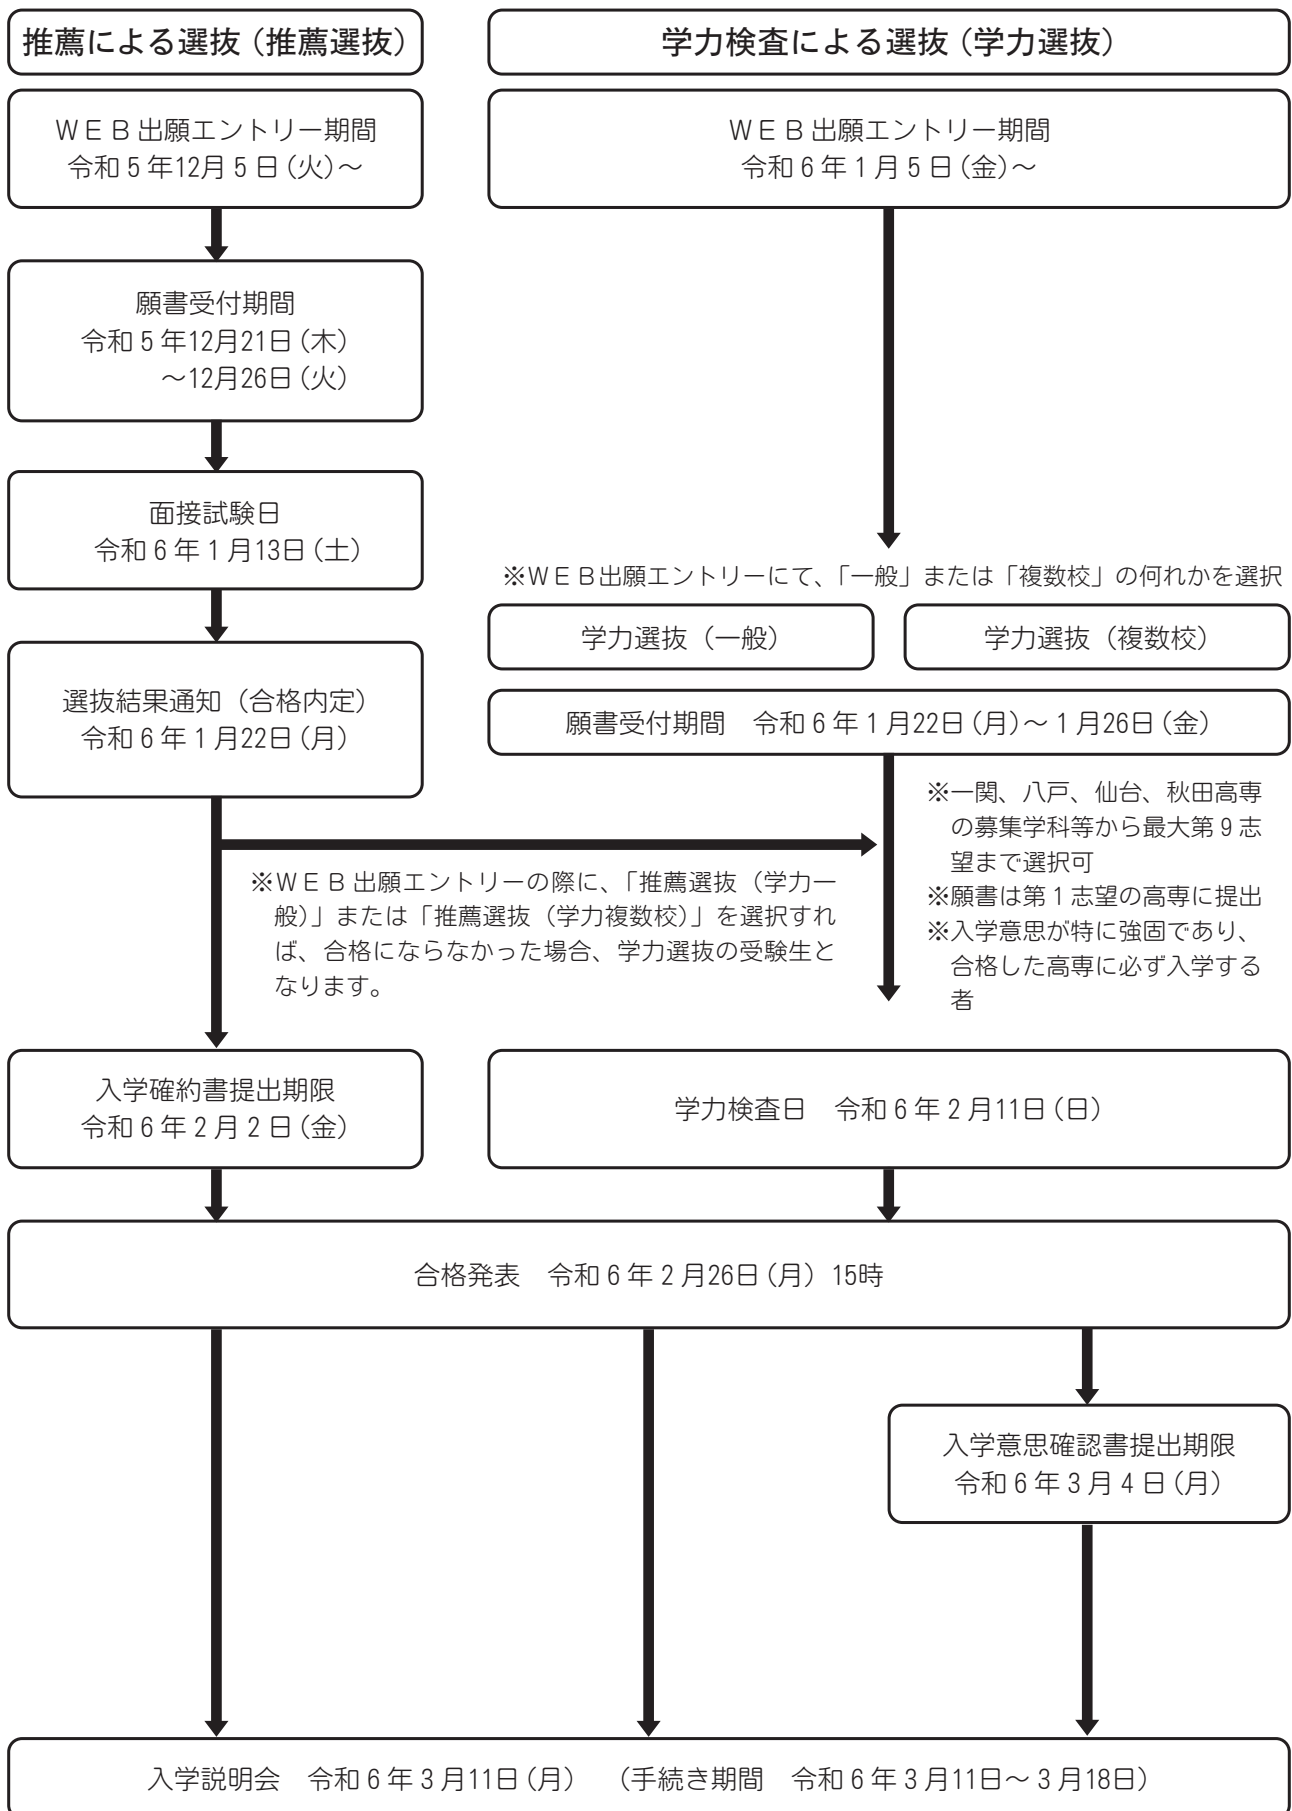 推薦による選抜（推薦選抜）
学力検査による選抜（学力選抜）
ＷＥＢ出願エントリー期間
令和５年12月５日（火）～
ＷＥＢ出願エントリー期間
令和６年１月５日（金）～
願書受付期間
令和５年12月21日（木）
～12月26日（火）
面接試験日
令和６年１月13日（土）
選抜結果通知（合格内定）
令和６年１月22日（月）
※ＷＥＢ出願エントリーにて、「一般」または「複数校」の何れかを選択
学力選抜（一般）
学力選抜（複数校）
願書受付期間　令和６年１月22日（月）～１月26日（金）
※一関、八戸、仙台、秋田高専
の募集学科等から最大第９志
望まで選択可
※願書は第１志望の高専に提出
※入学意思が特に強固であり、
合格した高専に必ず入学する
者
※ＷＥＢ出願エントリーの際に、「推薦選抜（学力一
般）」または「推薦選抜（学力複数校）」を選択すれ
ば、合格にならなかった場合、学力選抜の受験生と
なります。
入学確約書提出期限
令和６年２月２日（金）
学力検査日　令和６年２月11日（日）
合格発表　令和６年２月26日（月）15時
入学意思確認書提出期限
令和６年３月４日（月）
入学説明会　令和６年３月11日（月）　（手続き期間　令和６年３月11日～３月18日）